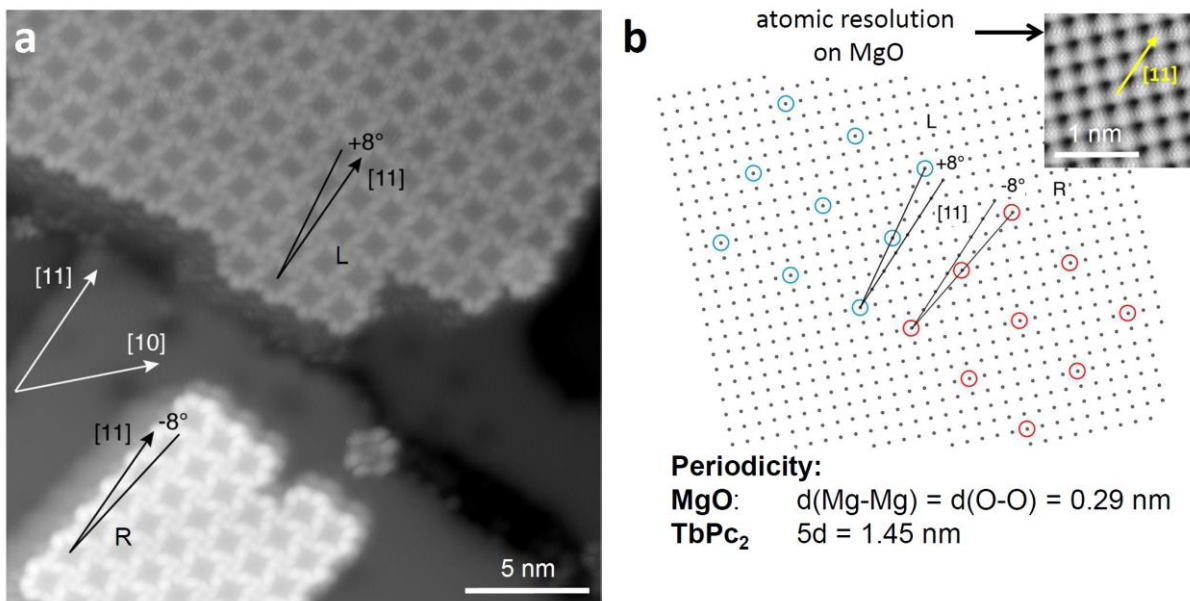 a
+8°
[11]
L
[11]
[10]
[11]
-8°
R
5 nm
b
atomic resolution
on MgO
[11]
1 nm
L
+8°
-8°
R
[11]
Periodicity:
MgO: d(Mg-Mg) = d(O-O) = 0.29 nm
TbPc₂ 5d = 1.45 nm